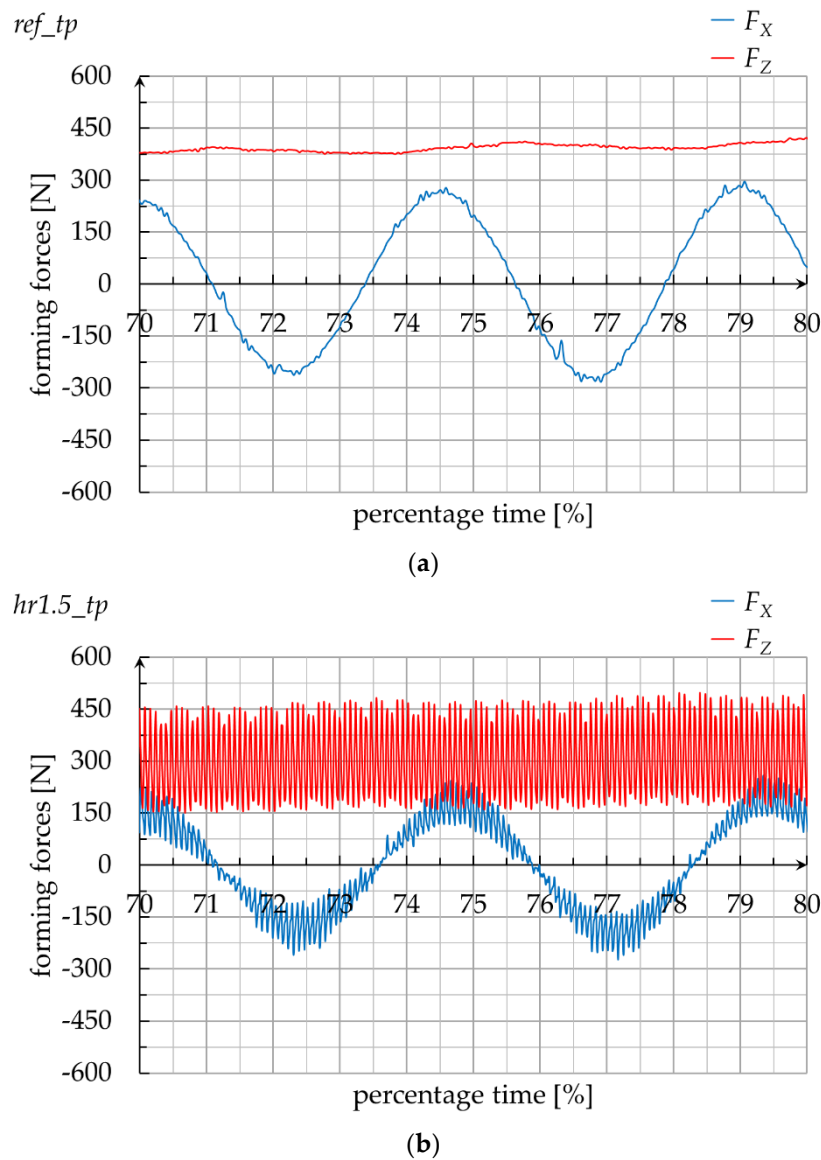 ref_tp
F_X
F_Z
600
450
300
150
0
-150
-300
-450
-600
70 71 72 73 74 75 76 77 78 79 80
forming forces [N]
percentage time [%]
(a)
hr1.5_tp
F_X
F_Z
600
450
300
150
0
-150
-300
-450
-600
70 71 72 73 74 75 76 77 78 79 80
forming forces [N]
percentage time [%]
(b)